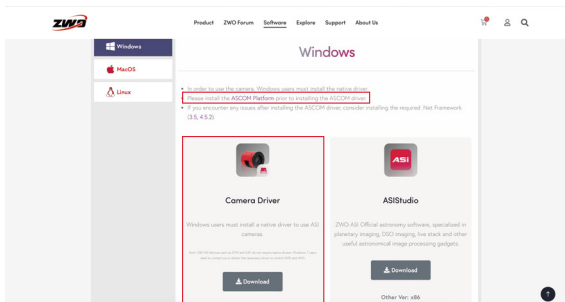 ZWO
Product ZWO Forum Software Explore Support About Us
Windows
MacOS
Linux
Windows
In order to use the camera, Windows users must install the native driver.
Please install the ASCOM Platform prior to installing the ASCOM driver.
If you encounter any issues after installing the ASCOM driver, consider installing the required .Net Framework
(3.5, 4.5.2)
Camera Driver
Windows users must install a native driver to use ASI
cameras.
Download
ASI
ASIStudio
ZWO ASI Official astronomy software, specialized in
planetary imaging, DSO imaging, live stack and other
useful astronomical image processing gadgets.
Download
Other Ver: x86